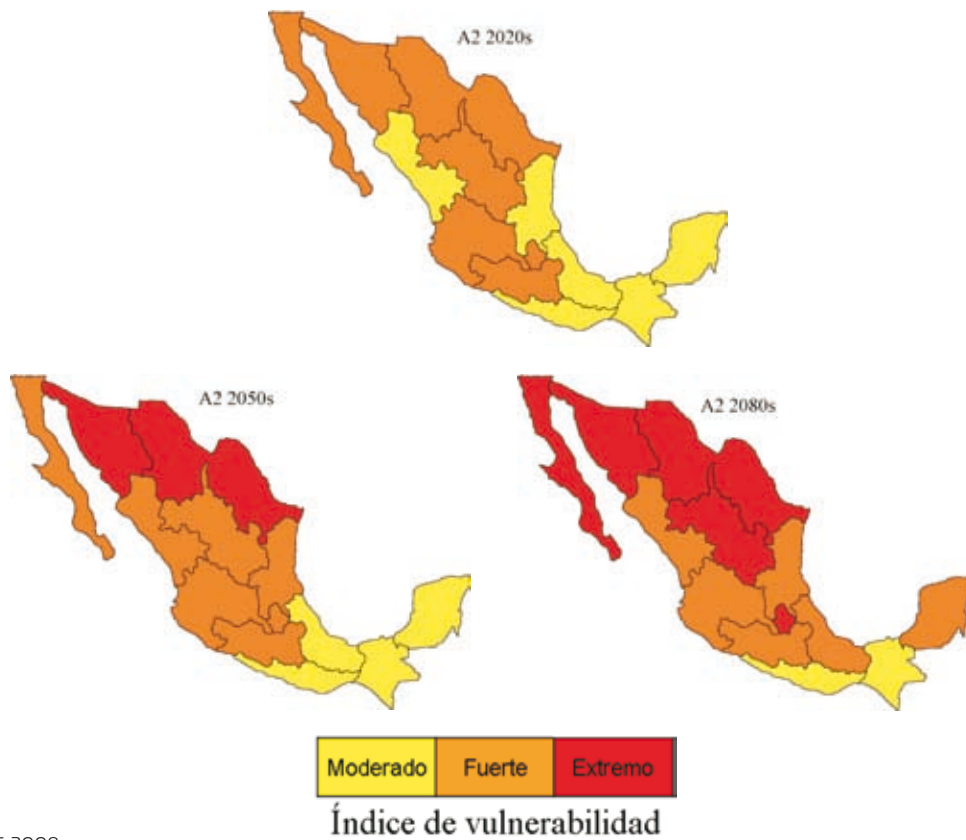 A2 2020s
A2 2050s
A2 2080s
Moderado Fuerte Extremo
Índice de vulnerabilidad